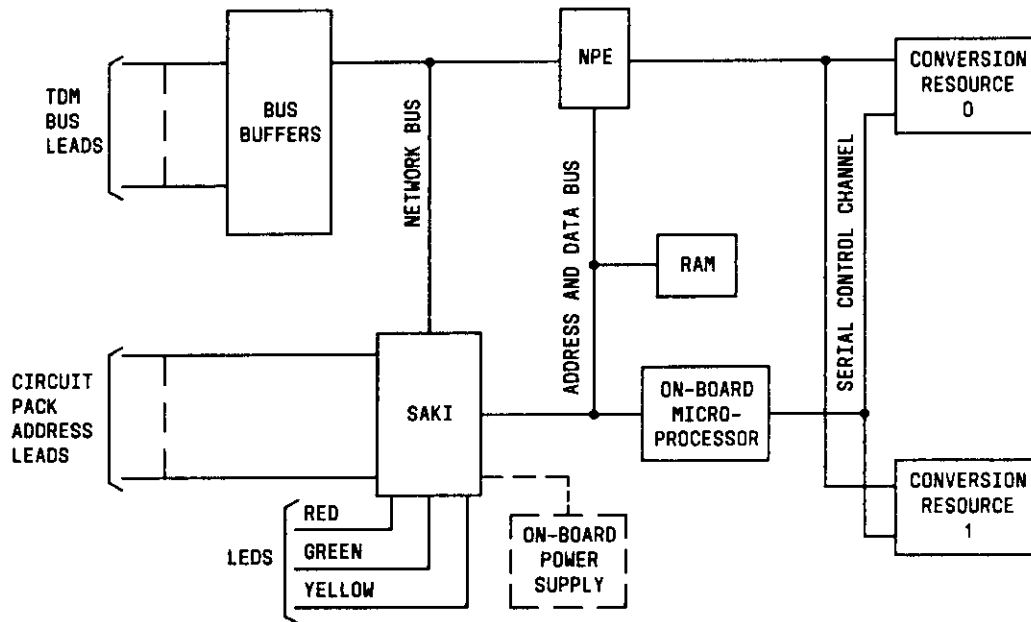 TDM
BUS
LEADS
BUS
BUFFERS
NETWORK BUS
NPE
ADDRESS AND DATA BUS
RAM
CONVERSION
RESOURCE
0
SERIAL CONTROL CHANNEL
CIRCUIT
PACK
ADDRESS
LEADS
SAKI
ON-BOARD
MICRO-
PROCESSOR
CONVERSION
RESOURCE
1
LEDS
RED
GREEN
YELLOW
ON-BOARD
POWER
SUPPLY